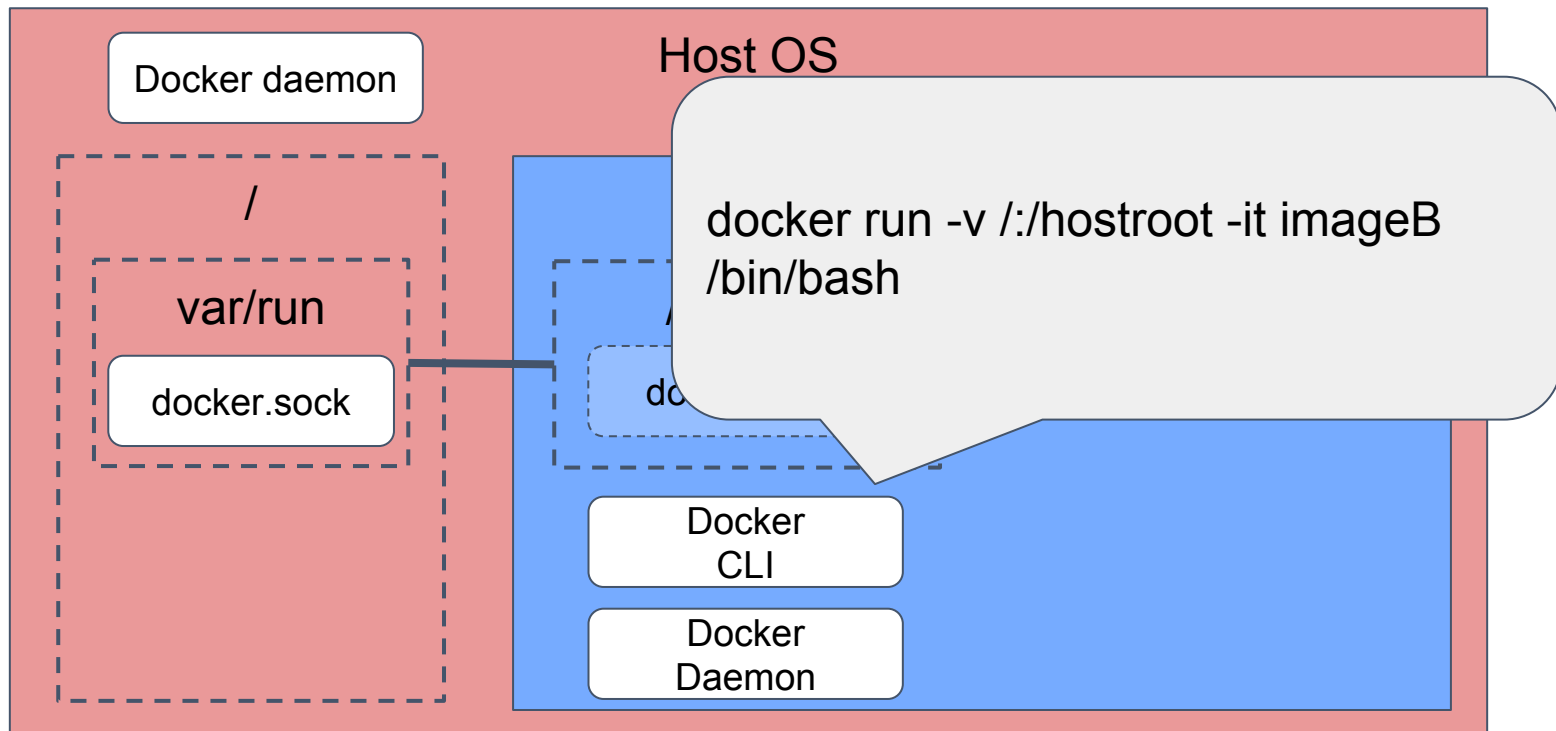 Host OS
Docker daemon
/
var/run
docker.sock
docker run -v /:/hostroot -it imageB
/bin/bash
Docker
CLI
Docker
Daemon